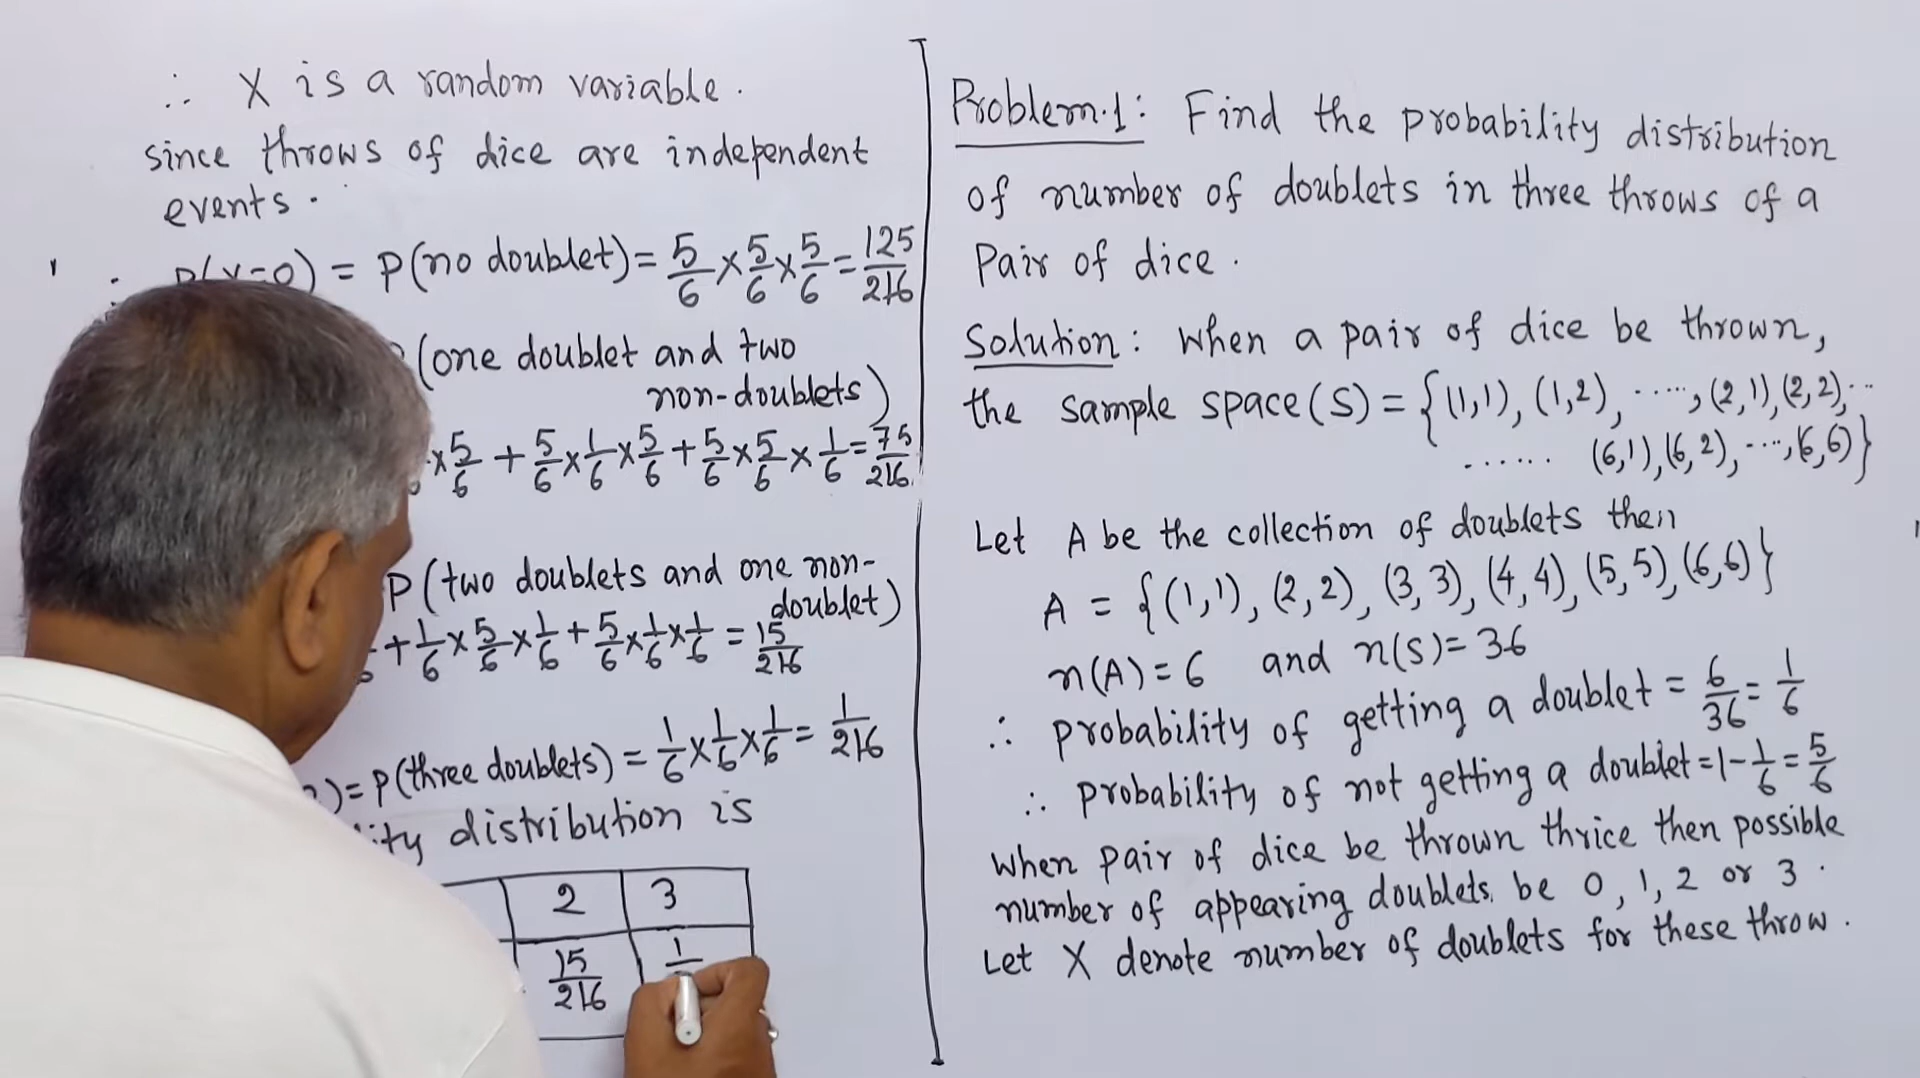 ∴ X is a random variable.
since throws of dice are independent
events.
P(X=0) = P(no doublet) = 5/6 × 5/6 × 5/6 = 125/216
(one doublet and two
non-doublets)
× 5/6 + 5/6 × 1/6 × 5/6 + 5/6 × 5/6 × 1/6 = 75/216
P(two doublets and one non-
doublet)
+ 1/6 × 5/6 × 1/6 + 5/6 × 1/6 × 1/6 = 15/216
) = P(three doublets) = 1/6 × 1/6 × 1/6 = 1/216
ity distribution is
2 3
15/216 1
Problem.1: Find the probability distribution
of number of doublets in three throws of a
Pair of dice.
Solution: when a pair of dice be thrown,
the sample space (S) = {(1,1), (1,2), ....., (2,1), (2,2), ...
...... (6,1), (6,2), ...., (6,6)}
Let A be the collection of doublets then
A = {(1,1), (2,2), (3,3), (4,4), (5,5), (6,6)}
n(A) = 6 and n(S) = 36
∴ probability of getting a doublet = 6/36 = 1/6
∴ probability of not getting a doublet = 1 - 1/6 = 5/6
when pair of dice be thrown thrice then possible
number of appearing doublets be 0, 1, 2 or 3.
Let X denote number of doublets for these throw.